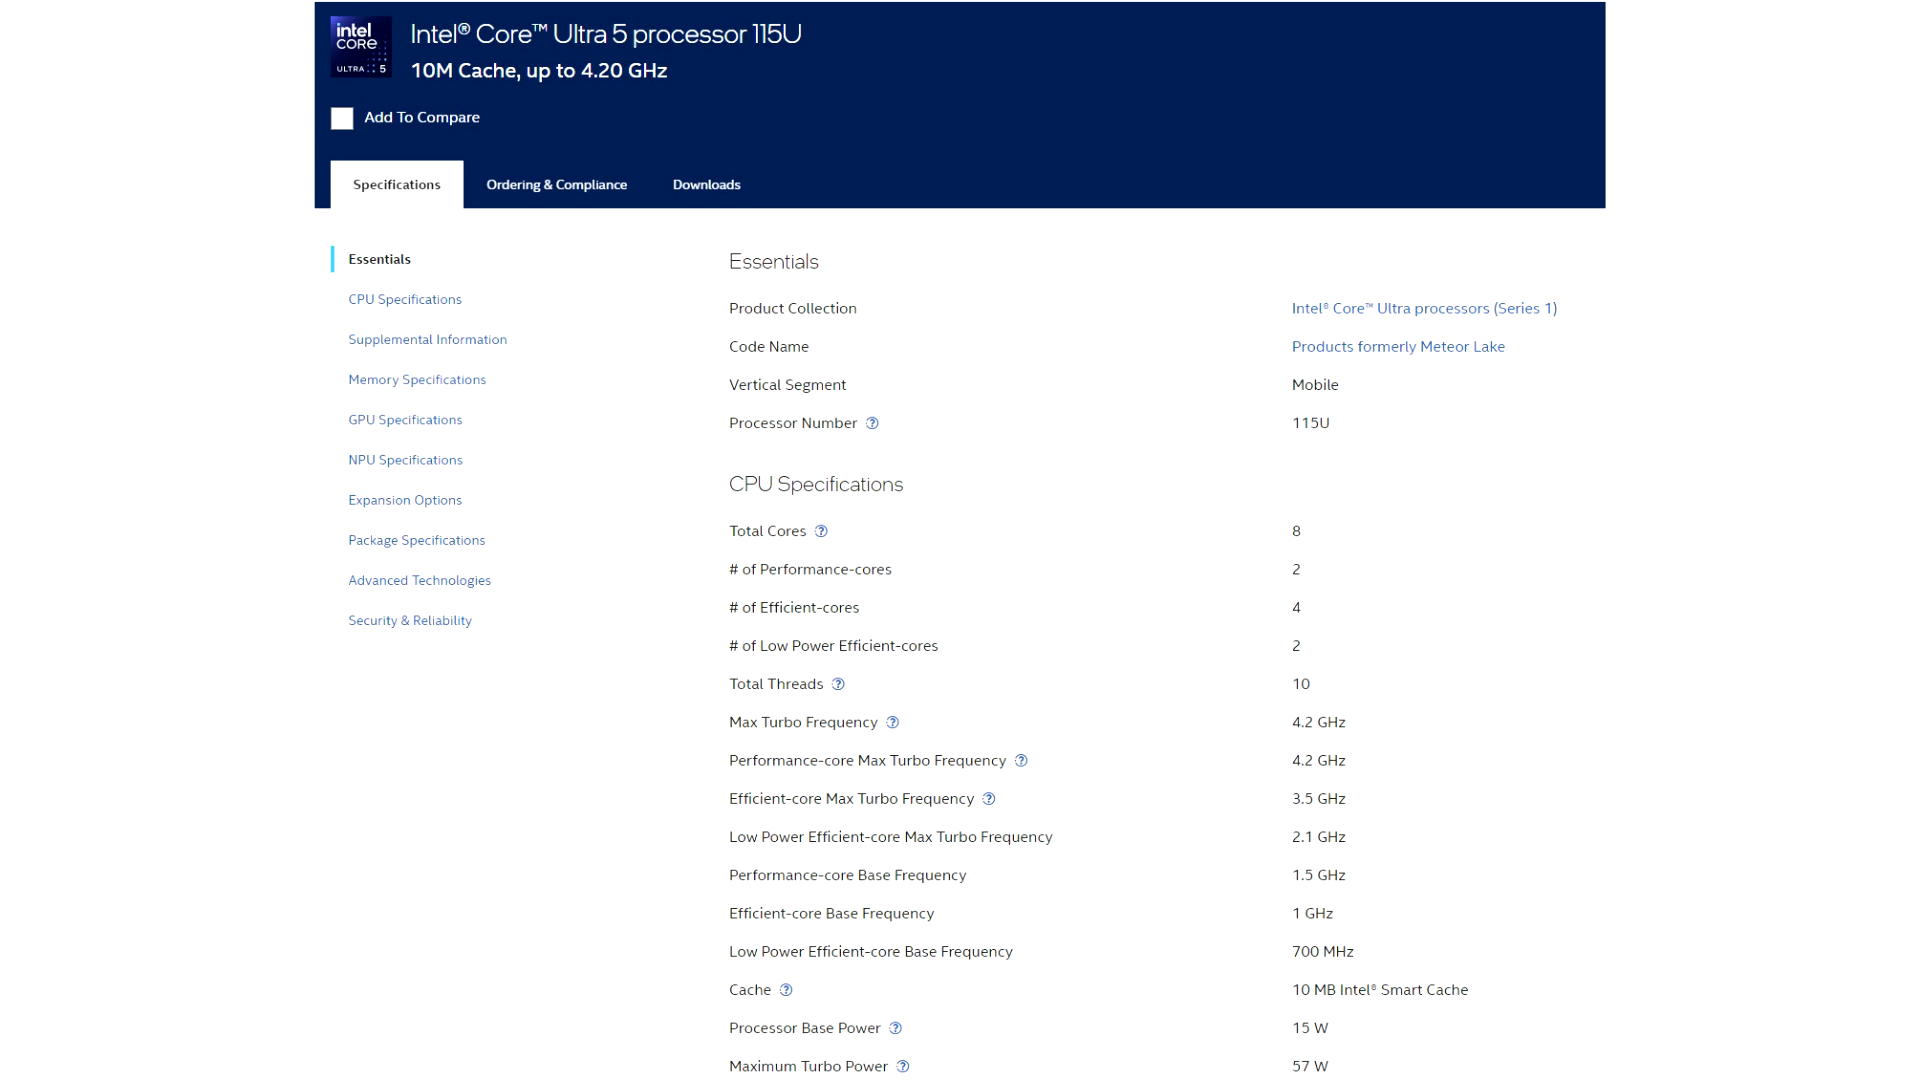 intel
CORE
ULTRA 5
Intel® Core™ Ultra 5 processor 115U
10M Cache, up to 4.20 GHz
Add To Compare
Specifications Ordering & Compliance Downloads
Essentials
CPU Specifications
Supplemental Information
Memory Specifications
GPU Specifications
NPU Specifications
Expansion Options
Package Specifications
Advanced Technologies
Security & Reliability
Essentials
Product Collection Intel® Core™ Ultra processors (Series 1)
Code Name Products formerly Meteor Lake
Vertical Segment Mobile
Processor Number ? 115U
CPU Specifications
Total Cores ? 8
# of Performance-cores 2
# of Efficient-cores 4
# of Low Power Efficient-cores 2
Total Threads ? 10
Max Turbo Frequency ? 4.2 GHz
Performance-core Max Turbo Frequency ? 4.2 GHz
Efficient-core Max Turbo Frequency ? 3.5 GHz
Low Power Efficient-core Max Turbo Frequency 2.1 GHz
Performance-core Base Frequency 1.5 GHz
Efficient-core Base Frequency 1 GHz
Low Power Efficient-core Base Frequency 700 MHz
Cache ? 10 MB Intel® Smart Cache
Processor Base Power ? 15 W
Maximum Turbo Power ? 57 W